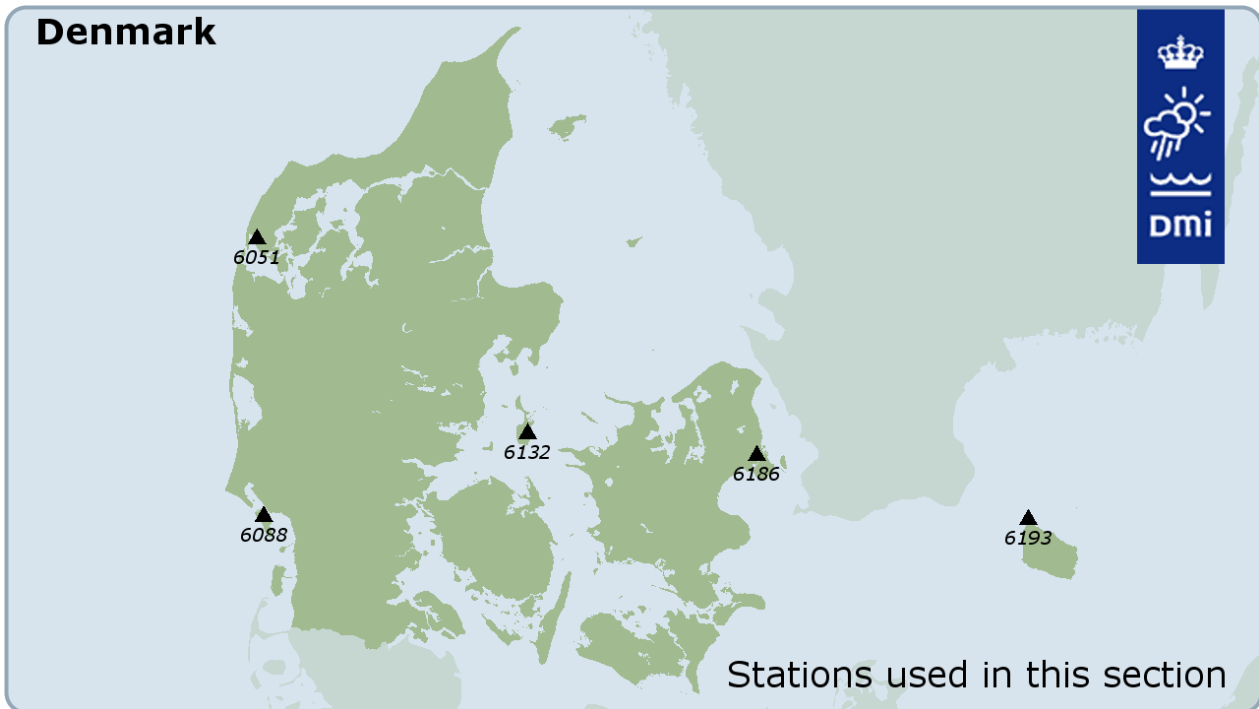 Denmark
DMi
6051
6132
6186
6088
6193
Stations used in this section